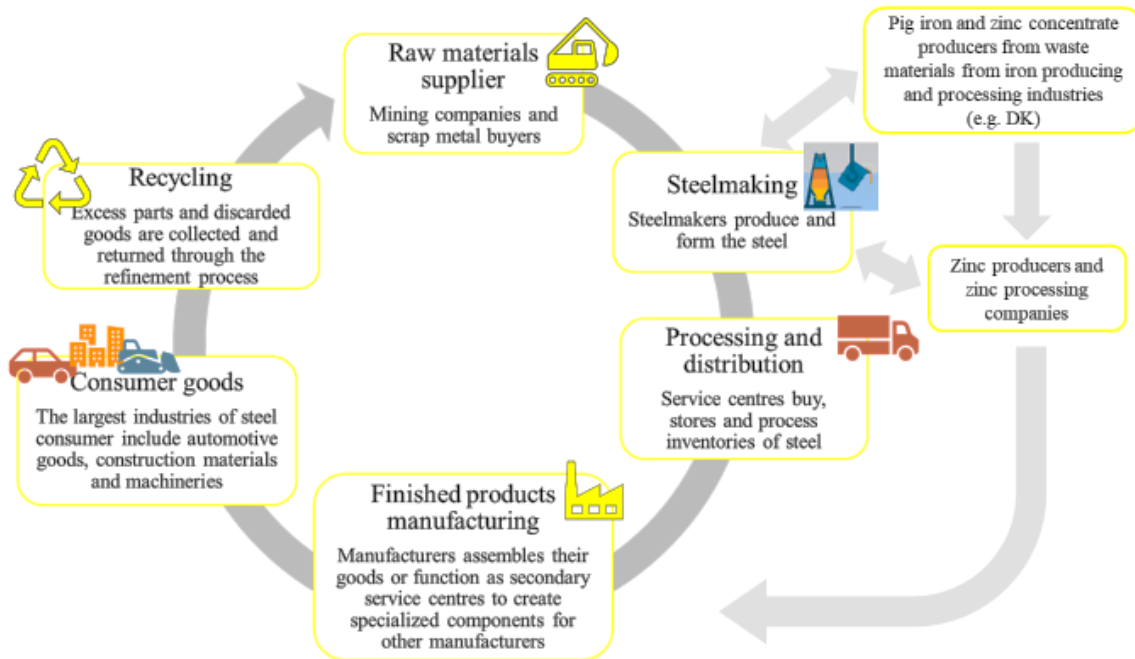 Raw materials
supplier
Mining companies and
scrap metal buyers
Pig iron and zinc concentrate
producers from waste
materials from iron producing
and processing industries
(e.g. DK)
Steelmaking
Steelmakers produce and
form the steel
Zinc producers and
zinc processing
companies
Processing and
distribution
Service centres buy,
stores and process
inventories of steel
Finished products
manufacturing
Manufacturers assembles their
goods or function as secondary
service centres to create
specialized components for
other manufacturers
Consumer goods
The largest industries of steel
consumer include automotive
goods, construction materials
and machineries
Recycling
Excess parts and discarded
goods are collected and
returned through the
refinement process